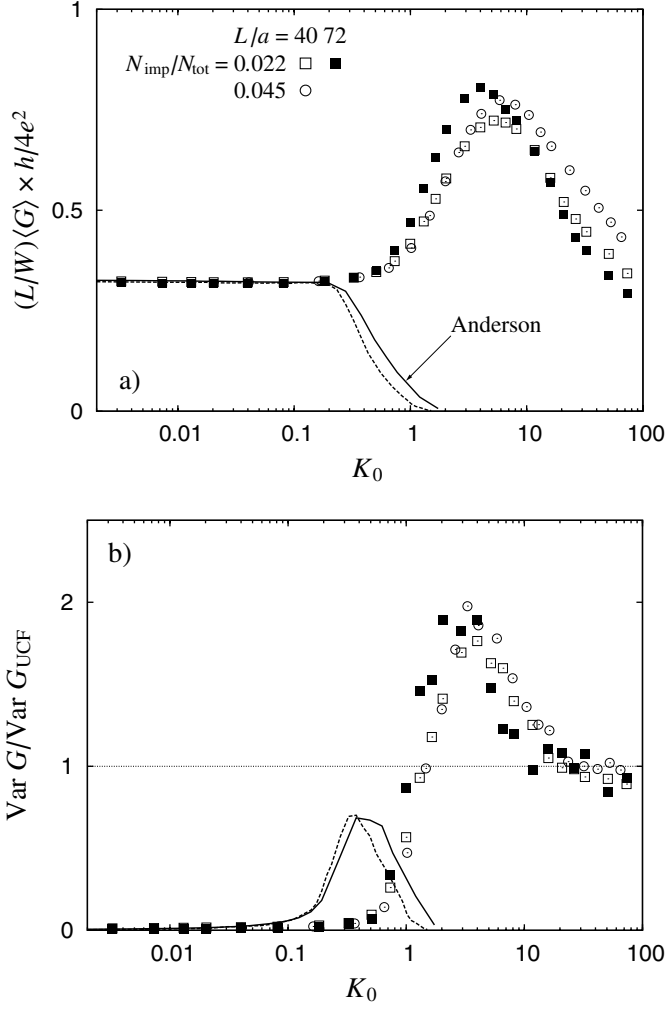 1
0.5
0
(L/W)⟨G⟩ × h/4e²
L/a = 40 72
N_imp/N_tot = 0.022
0.045
Anderson
a)
0.01 0.1 1 10 100
K₀
b)
2
1
0
Var G/Var G_UCF
0.01 0.1 1 10 100
K₀